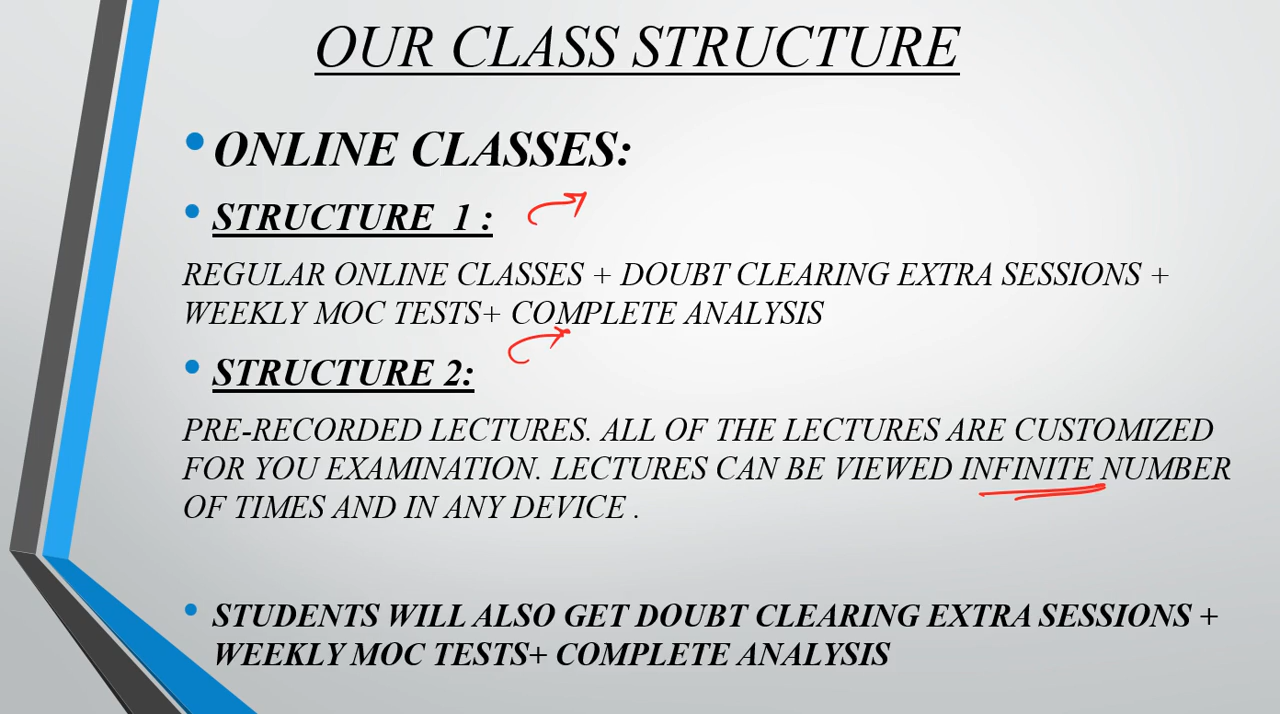 OUR CLASS STRUCTURE
• ONLINE CLASSES:
• STRUCTURE 1 :
REGULAR ONLINE CLASSES + DOUBT CLEARING EXTRA SESSIONS +
WEEKLY MOC TESTS+ COMPLETE ANALYSIS
• STRUCTURE 2:
PRE-RECORDED LECTURES. ALL OF THE LECTURES ARE CUSTOMIZED
FOR YOU EXAMINATION. LECTURES CAN BE VIEWED INFINITE NUMBER
OF TIMES AND IN ANY DEVICE .
• STUDENTS WILL ALSO GET DOUBT CLEARING EXTRA SESSIONS +
WEEKLY MOC TESTS+ COMPLETE ANALYSIS